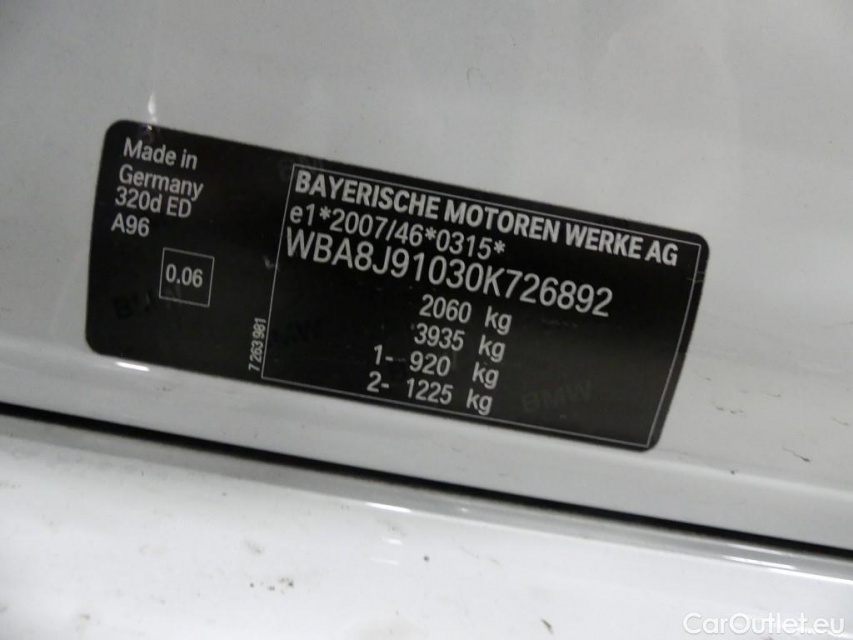 Made in
Germany
320d ED
A96
0.06
7 263 981
BAYERISCHE MOTOREN WERKE AG
e1*2007/46*0315*
WBA8J91030K726892
2060 kg
3935 kg
1- 920 kg
2- 1225 kg
BMW
CarOutlet.eu